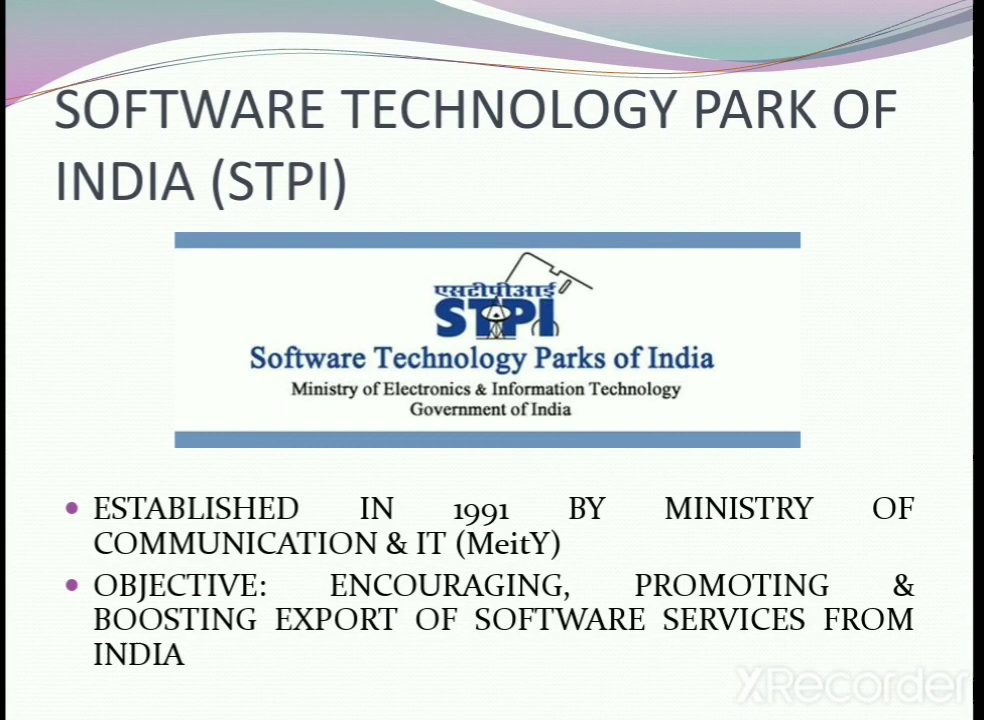 SOFTWARE TECHNOLOGY PARK OF
INDIA (STPI)
एसटीपीआई
STPI
Software Technology Parks of India
Ministry of Electronics & Information Technology
Government of India
• ESTABLISHED IN 1991 BY MINISTRY OF
COMMUNICATION & IT (MeitY)
• OBJECTIVE: ENCOURAGING, PROMOTING &
BOOSTING EXPORT OF SOFTWARE SERVICES FROM
INDIA
XRecorder